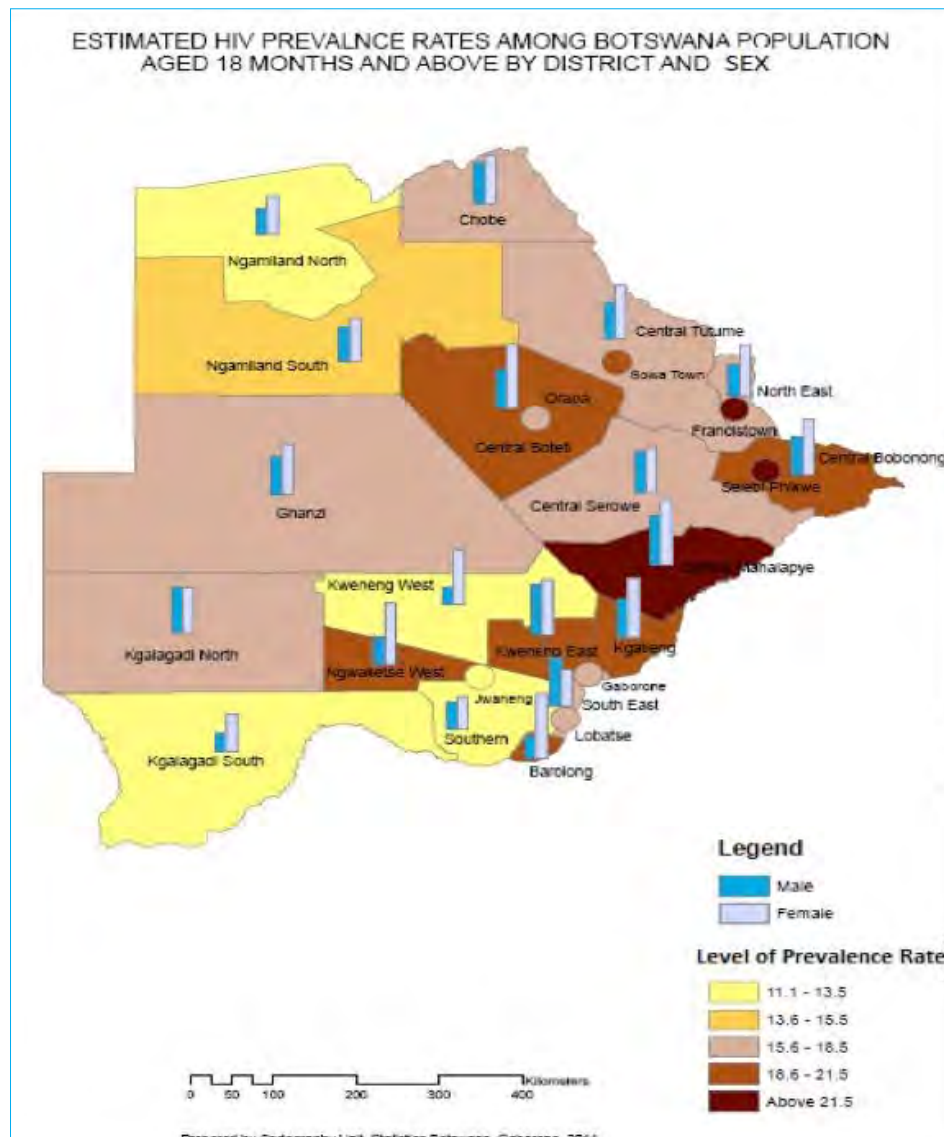 ESTIMATED HIV PREVALNCE RATES AMONG BOTSWANA POPULATION
AGED 18 MONTHS AND ABOVE BY DISTRICT AND SEX
Chobe
Ngamiland North
Central Tutume
Ngamiland South
Sowa Town
North East
Orapa
Francistown
Central Boteti
Central Bobonong
Selebi Phikwe
Central Serowe
Ghanzi
Mahalapye
Kweneng West
Kgatleng
Kgalagadi North
Kweneng East
Ngwaketse West
Gaborone
Jwaneng
South East
Southern
Lobatse
Kgalagadi South
Barolong
Legend
Male
Female
Level of Prevalence Rate
11.1 - 13.5
13.6 - 15.5
15.6 - 18.5
18.6 - 21.5
Above 21.5
Kilometers
0 50 100 200 300 400